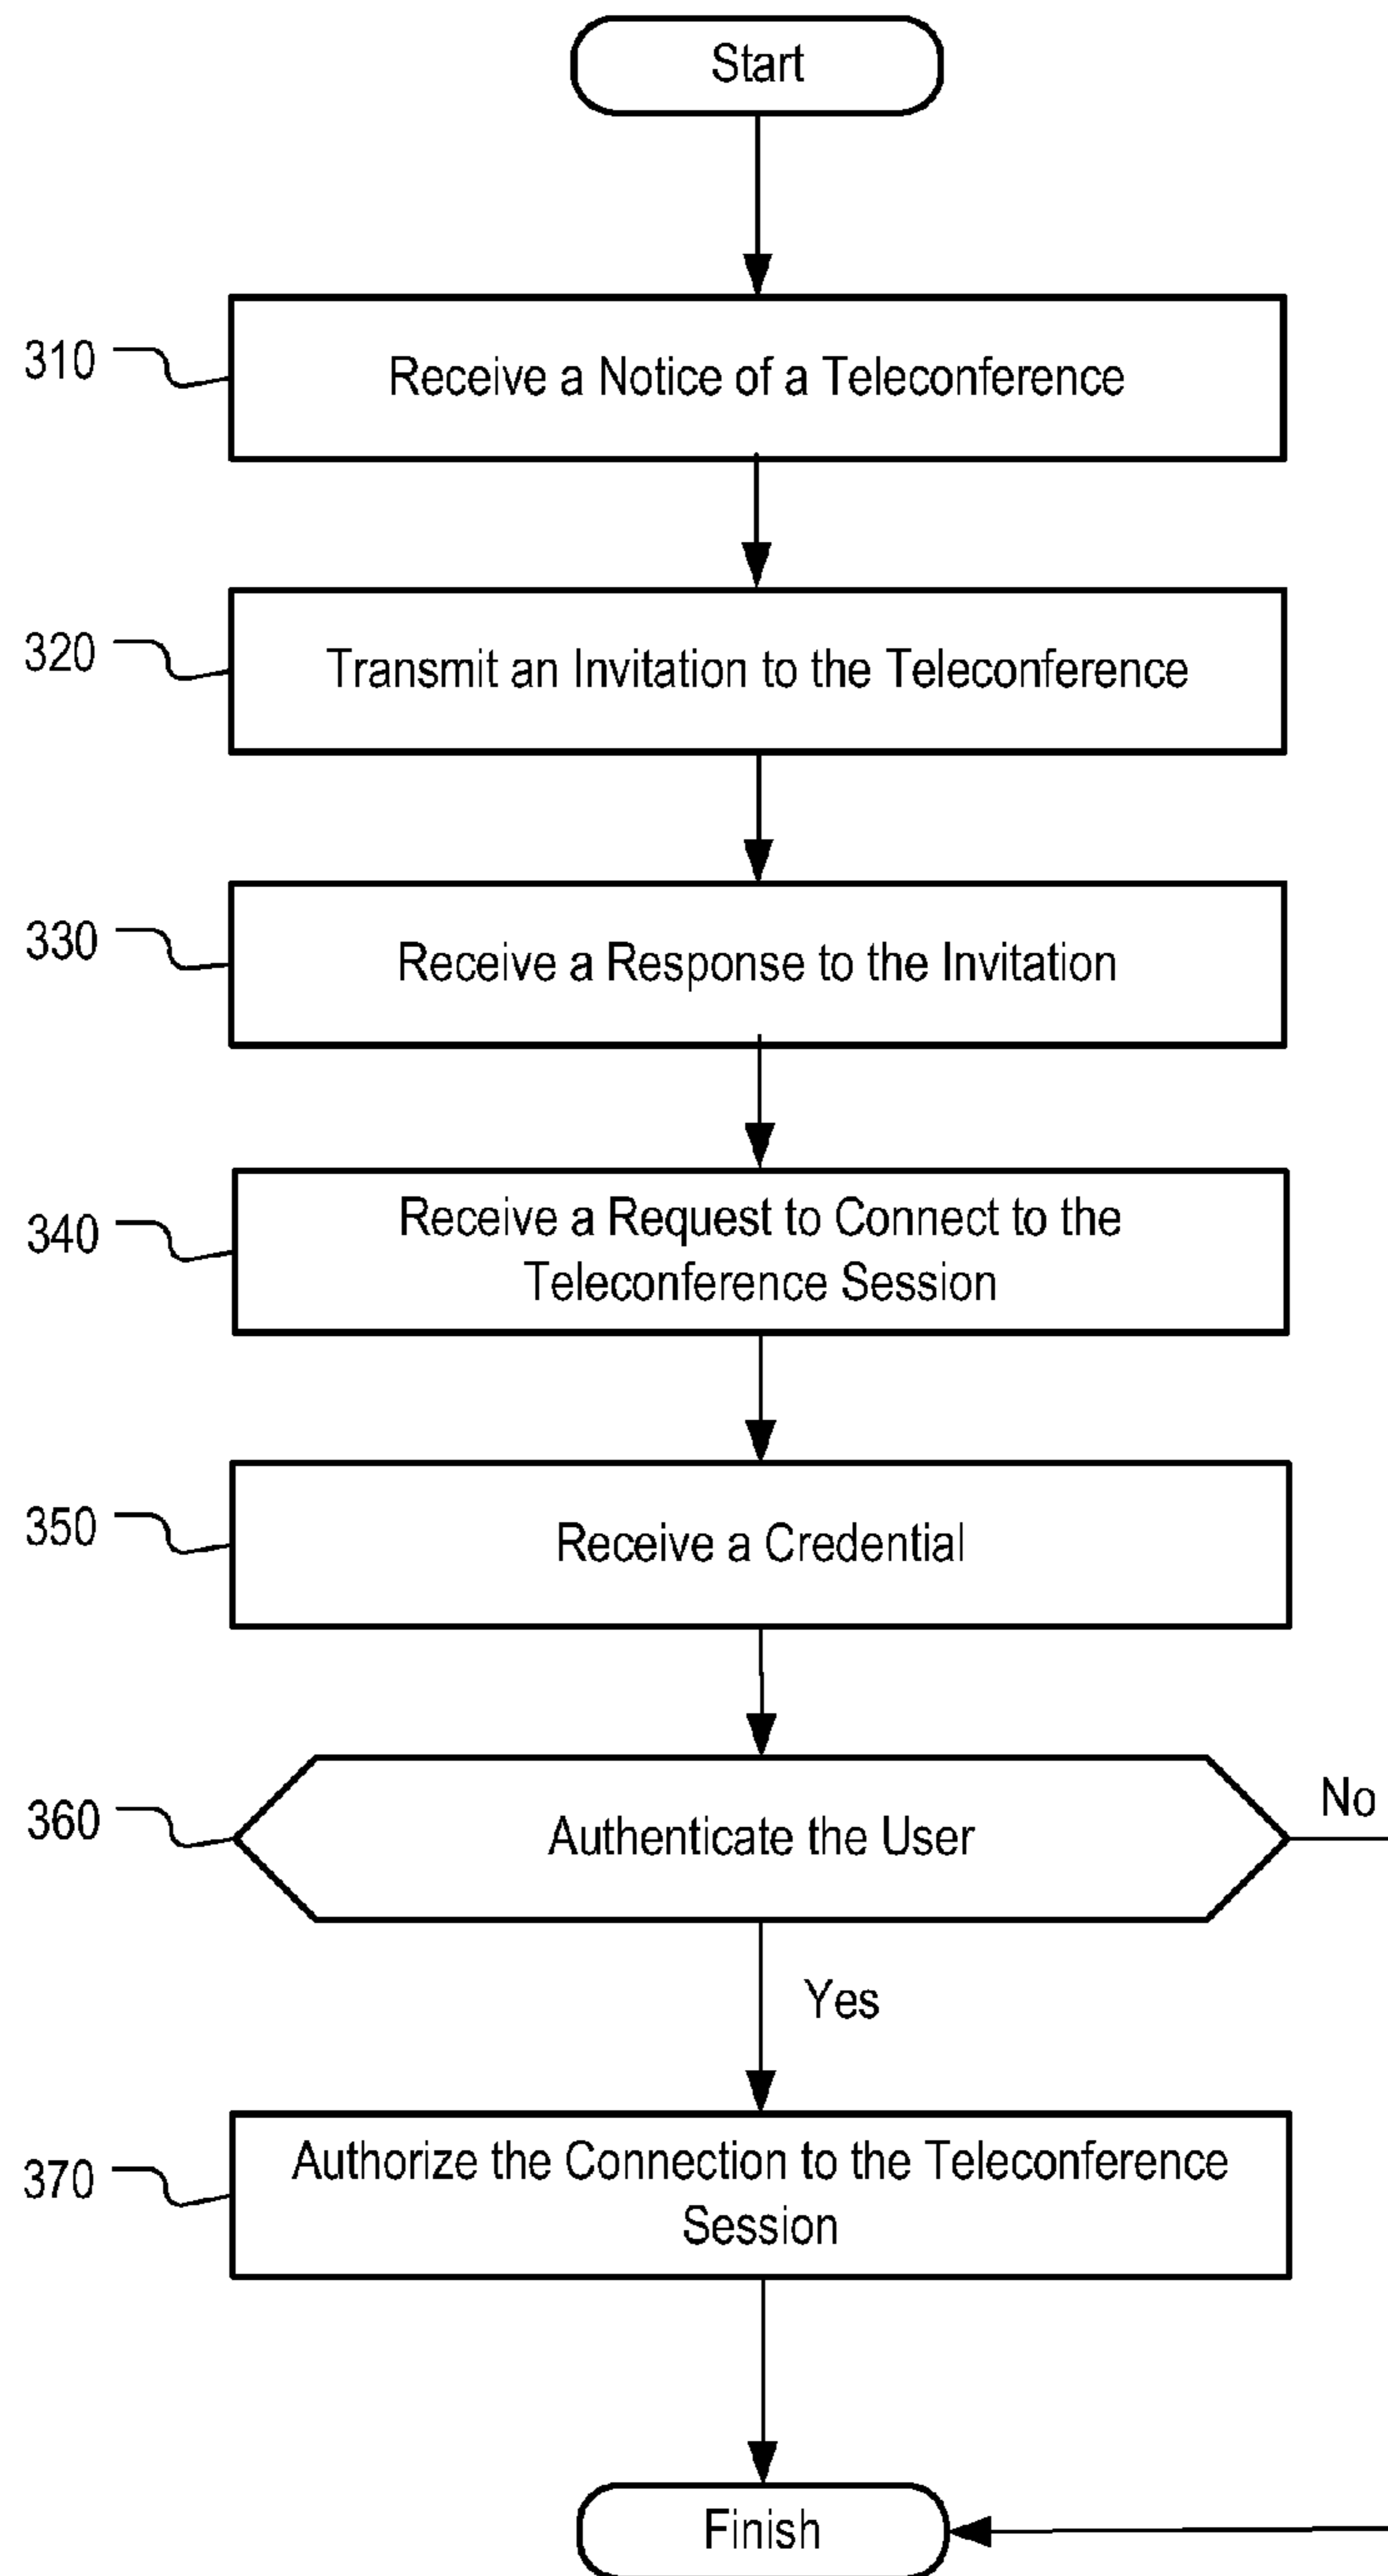 Start
310
Receive a Notice of a Teleconference
320
Transmit an Invitation to the Teleconference
330
Receive a Response to the Invitation
340
Receive a Request to Connect to the
Teleconference Session
350
Receive a Credential
360
Authenticate the User
No
Yes
370
Authorize the Connection to the Teleconference
Session
Finish